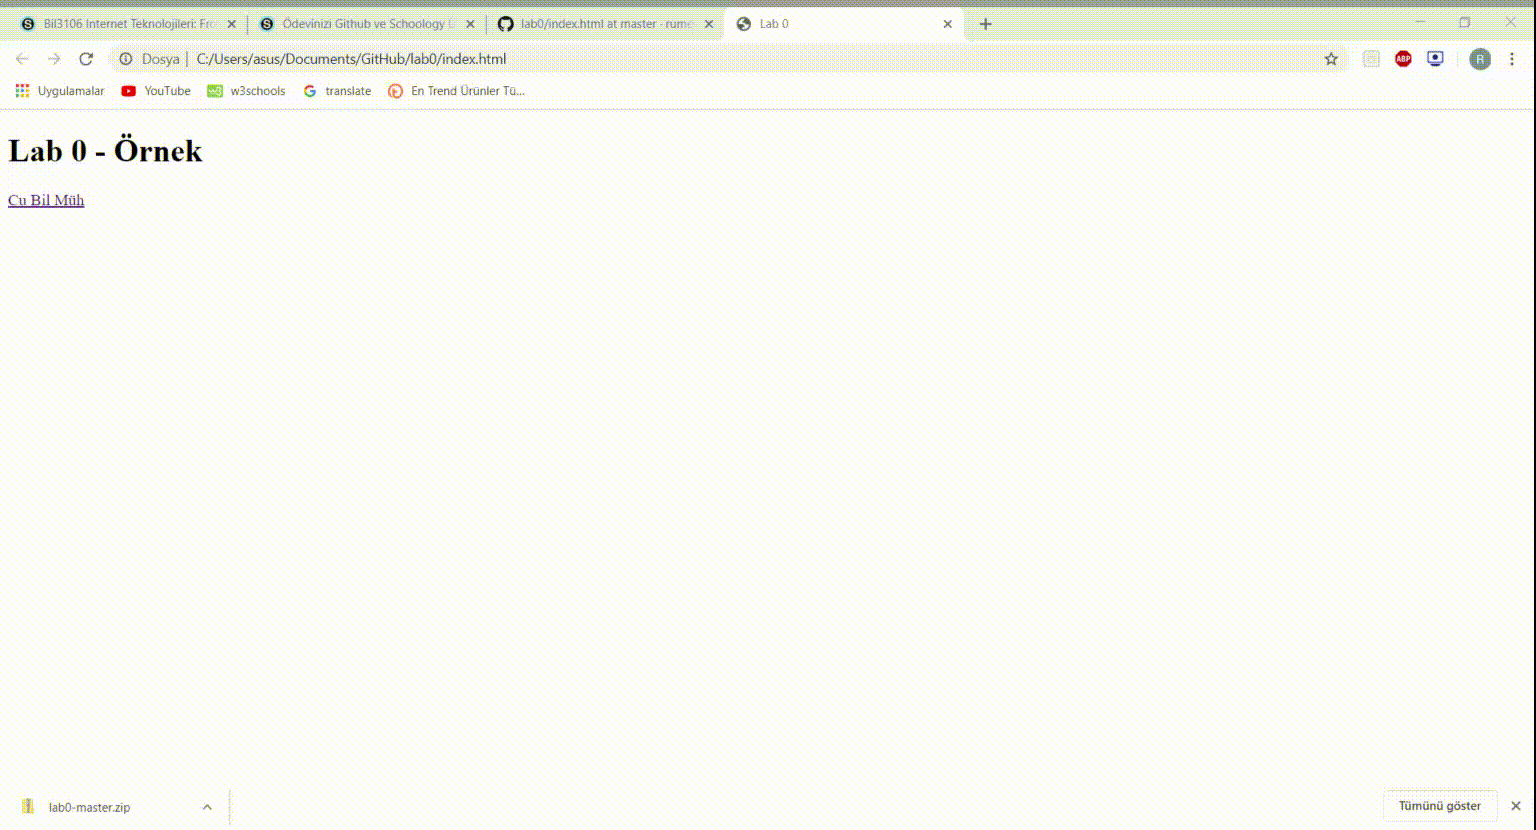 Bil3106 Internet Teknolojileri: Fro
Ödevinizi Github ve Schoology
lab0/index.html at master · rume
Lab 0
Dosya | C:/Users/asus/Documents/GitHub/lab0/index.html
ABP
R
Uygulamalar YouTube w3schools translate En Trend Ürünler Tü...
Lab 0 - Örnek
Cu Bil Müh
lab0-master.zip
Tümünü göster